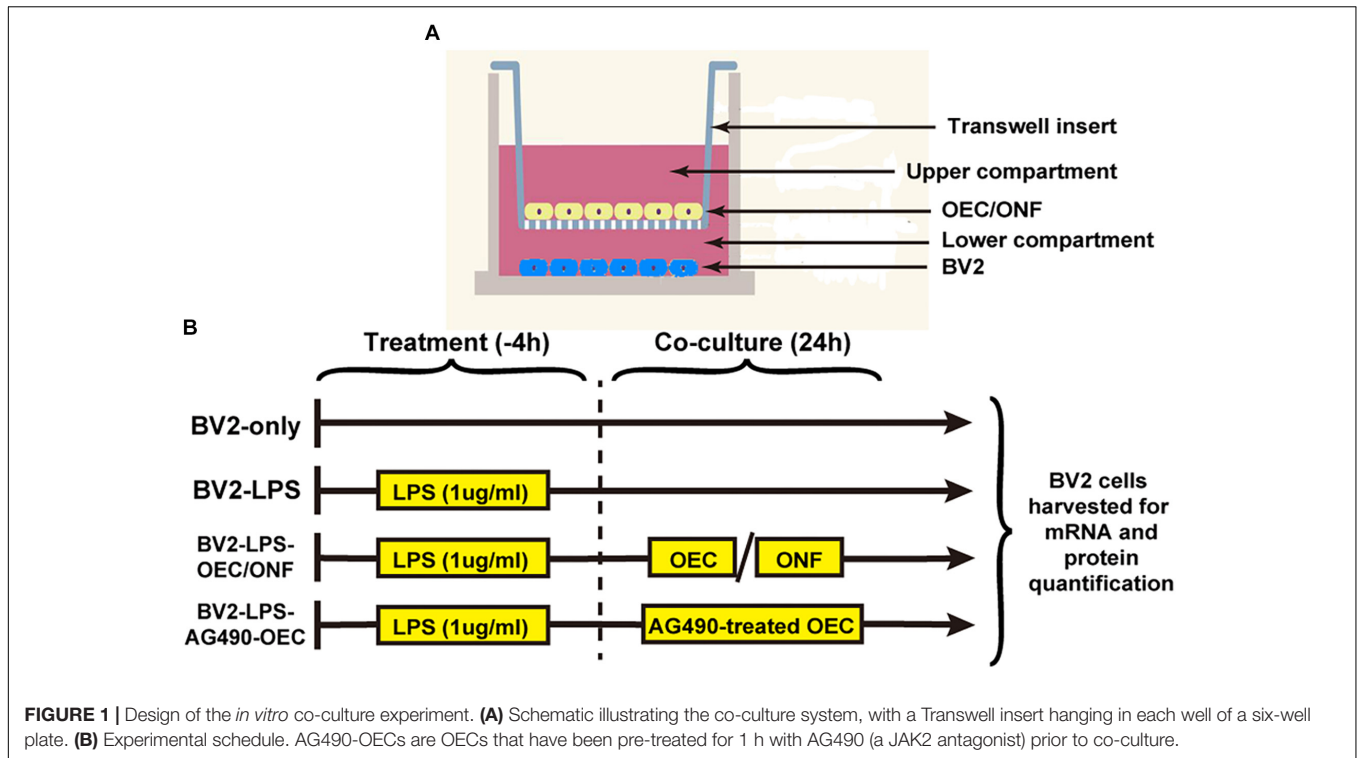 A
Transwell insert
Upper compartment
OEC/ONF
Lower compartment
BV2
B
Treatment (-4h)
Co-culture (24h)
BV2-only
BV2-LPS
LPS (1ug/ml)
BV2-LPS-
OEC/ONF
LPS (1ug/ml)
OEC / ONF
BV2-LPS-
AG490-OEC
LPS (1ug/ml)
AG490-treated OEC
BV2 cells
harvested for
mRNA and
protein
quantification
FIGURE 1 | Design of the in vitro co-culture experiment. (A) Schematic illustrating the co-culture system, with a Transwell insert hanging in each well of a six-well
plate. (B) Experimental schedule. AG490-OECs are OECs that have been pre-treated for 1 h with AG490 (a JAK2 antagonist) prior to co-culture.